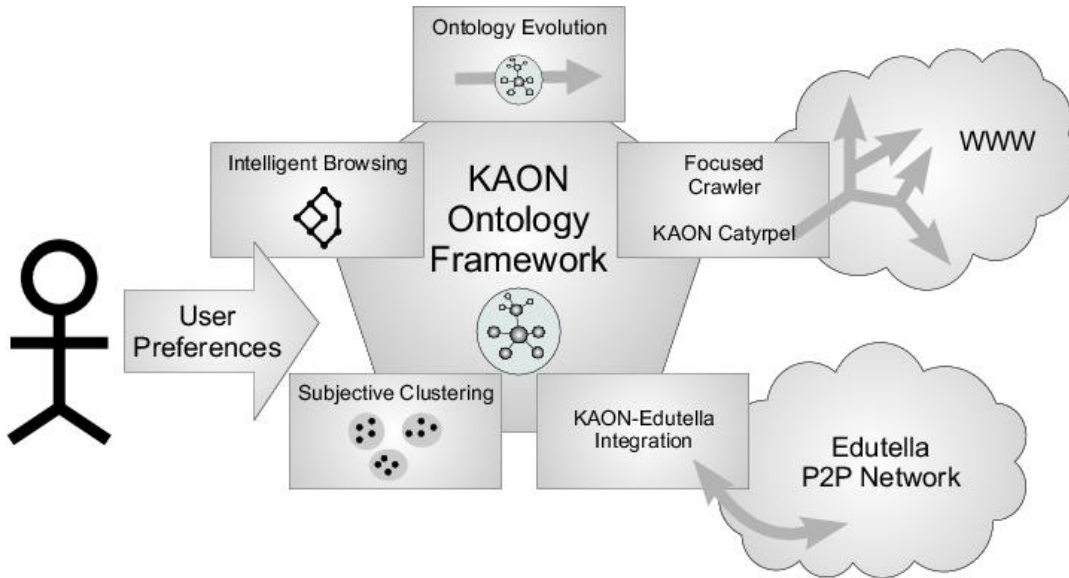 Ontology Evolution
Intelligent Browsing
KAON
Ontology
Framework
Focused
Crawler
KAON Catyrpel
WWW
User
Preferences
Subjective Clustering
KAON-Edutella
Integration
Edutella
P2P Network